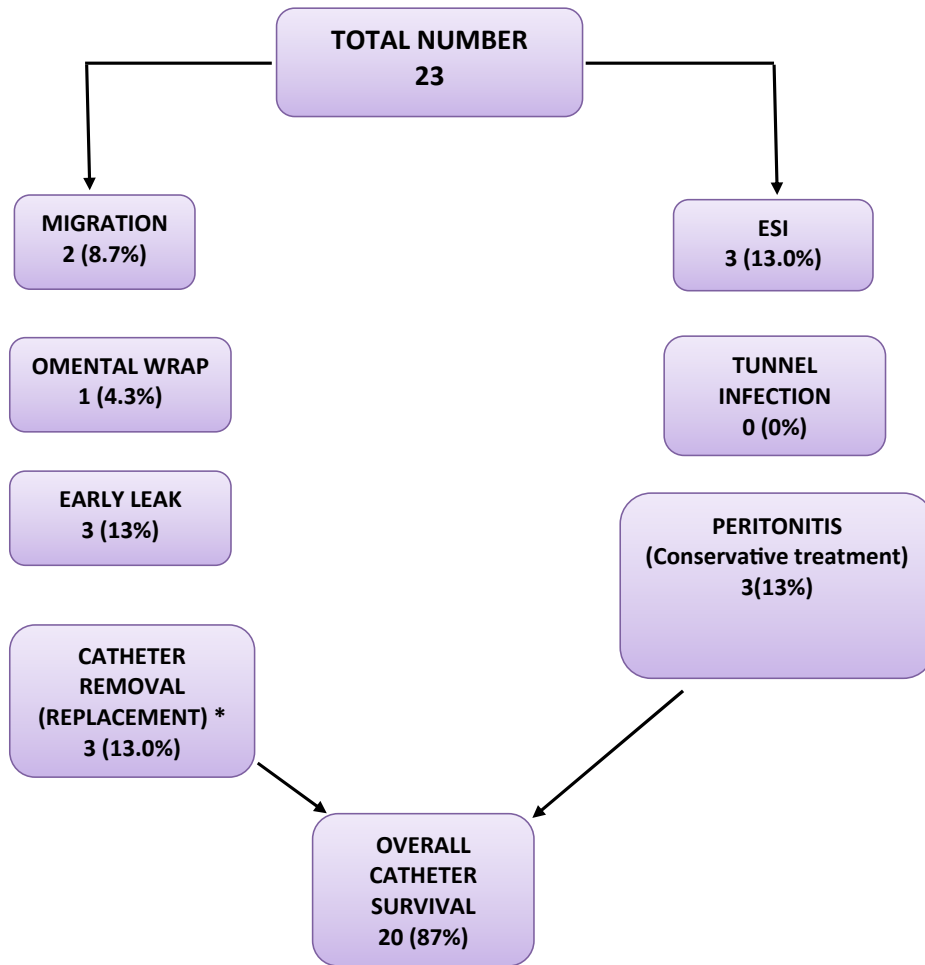 TOTAL NUMBER
23
MIGRATION
2 (8.7%)
OMENTAL WRAP
1 (4.3%)
EARLY LEAK
3 (13%)
CATHETER
REMOVAL
(REPLACEMENT) *
3 (13.0%)
ESI
3 (13.0%)
TUNNEL
INFECTION
0 (0%)
PERITONITIS
(Conservative treatment)
3(13%)
OVERALL
CATHETER
SURVIVAL
20 (87%)